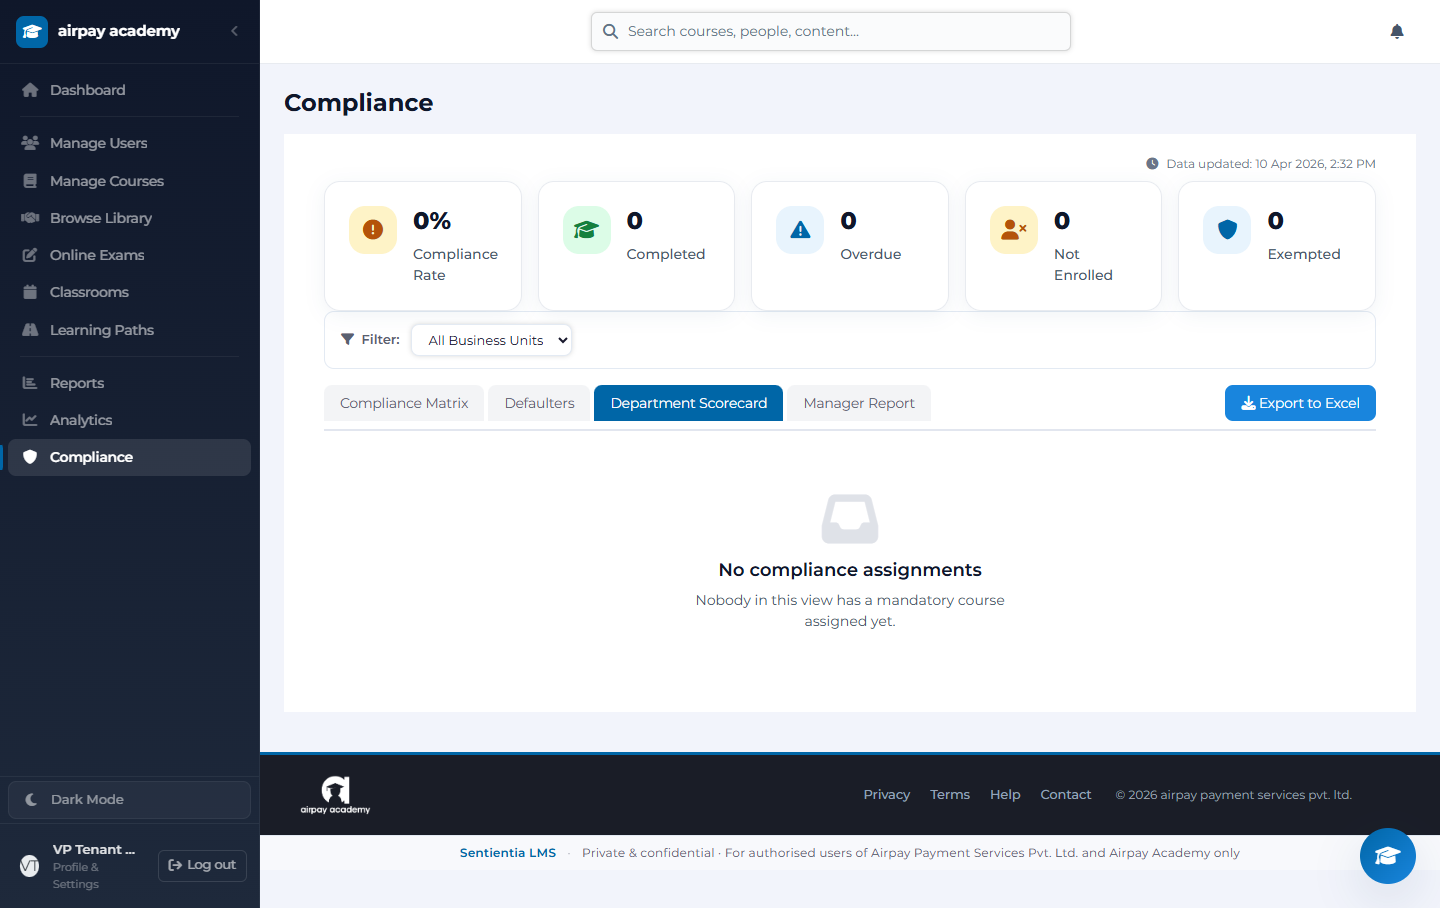 airpay academy
Search courses, people, content...
Dashboard
Manage Users
Manage Courses
Browse Library
Online Exams
Classrooms
Learning Paths
Reports
Analytics
Compliance
Dark Mode
VP Tenant ...
Profile &
Settings
VT
Log out
Compliance
Data updated: 10 Apr 2026, 2:32 PM
0%
Compliance
Rate
0
Completed
0
Overdue
0
Not
Enrolled
0
Exempted
Filter:
All Business Units
Compliance Matrix
Defaulters
Department Scorecard
Manager Report
Export to Excel
No compliance assignments
Nobody in this view has a mandatory course
assigned yet.
airpay academy
Privacy
Terms
Help
Contact
© 2026 airpay payment services pvt. ltd.
Sentientia LMS · Private & confidential · For authorised users of Airpay Payment Services Pvt. Ltd. and Airpay Academy only